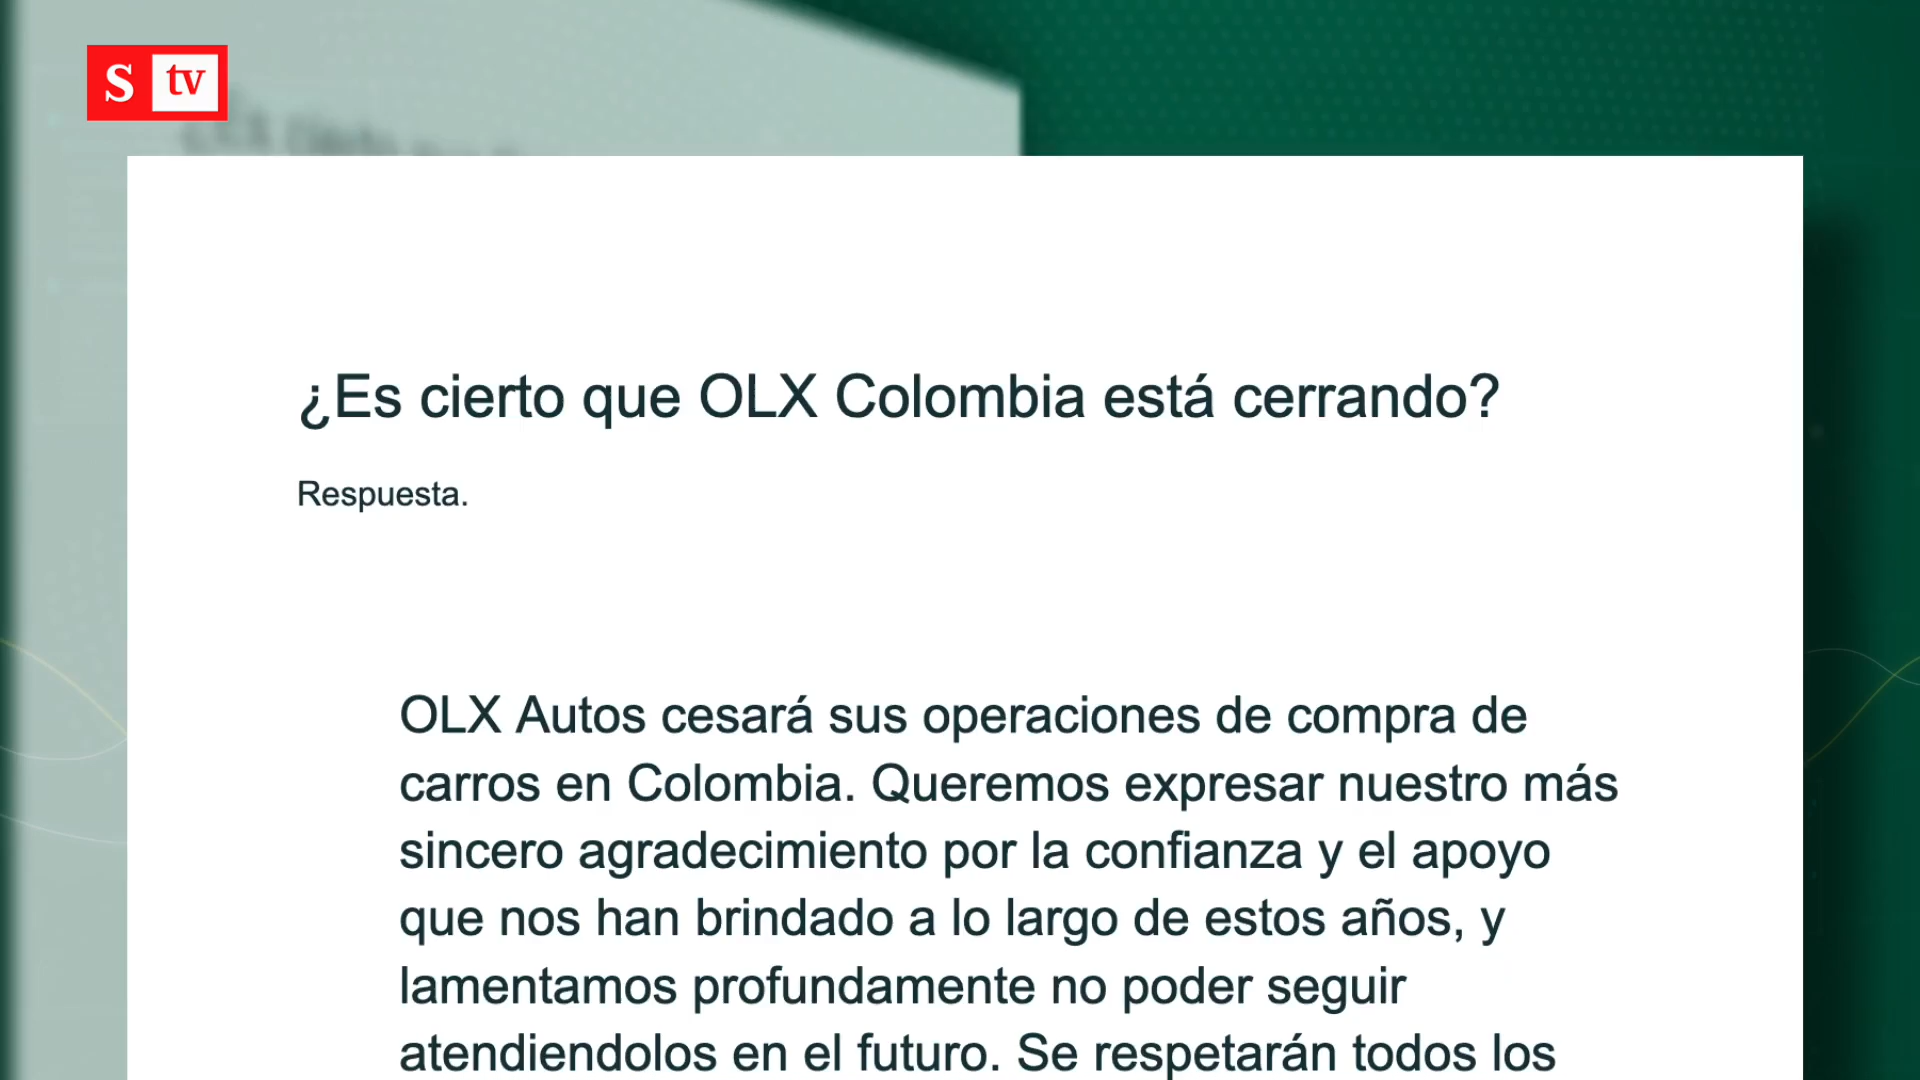 S tv
¿Es cierto que OLX Colombia está cerrando?
Respuesta.
OLX Autos cesará sus operaciones de compra de
carros en Colombia. Queremos expresar nuestro más
sincero agradecimiento por la confianza y el apoyo
que nos han brindado a lo largo de estos años, y
lamentamos profundamente no poder seguir
atendiendolos en el futuro. Se respetarán todos los